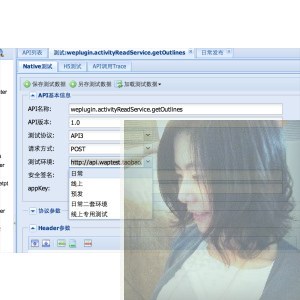 API列表 测试:weplugin.activityReadService.getOutlines 日常发布
Native测试 H5测试 API调用Trace
保存测试数据 另存测试数据 加载测试数据
API基本信息
API名称: weplugin.activityReadService.getOutlines
API版本: 1.0
测试协议: API3
请求方式: POST
测试环境: http://api.waptest.taobao
安全签名: 日常
线上
appKey: 预发
日常二套环境
线上专用测试
协议参数
Header参数